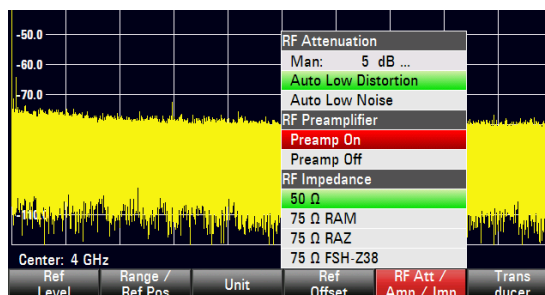 -50.0
-60.0
-70.0
-110.0
RF Attenuation
Man: 5 dB ...
Auto Low Distortion
Auto Low Noise
RF Preamplifier
Preamp On
Preamp Off
RF Impedance
50 Ω
75 Ω RAM
75 Ω RAZ
75 Ω FSH-Z38
Center: 4 GHz
Ref Level
Range / Ref Pos
Unit
Ref Offset
RF Att / Amp / Imp
Trans ducer